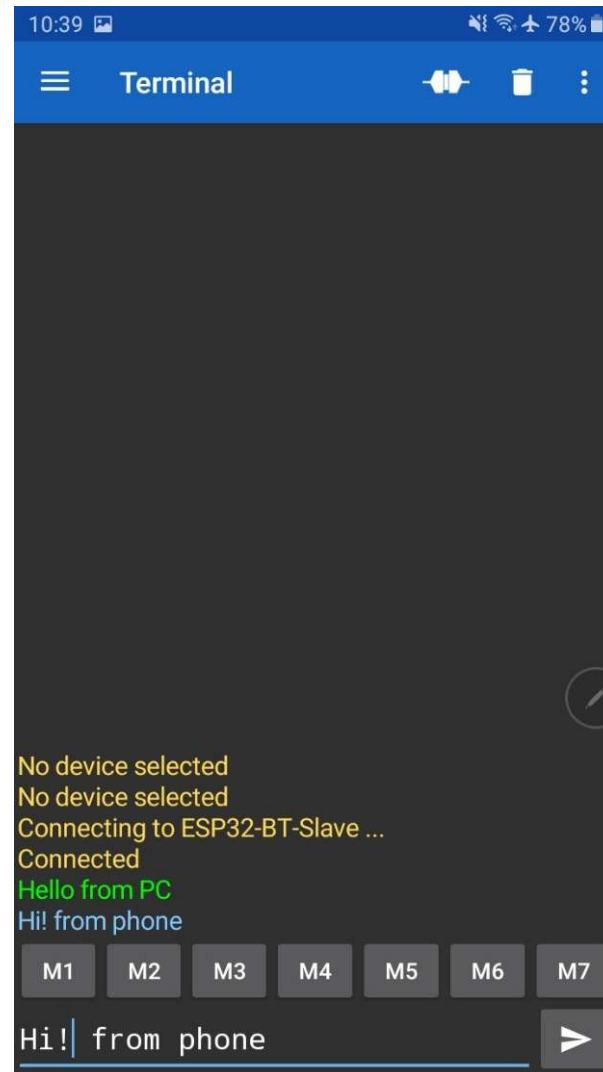 10:39 78%
Terminal
No device selected
No device selected
Connecting to ESP32-BT-Slave ...
Connected
Hello from PC
Hi! from phone
M1 M2 M3 M4 M5 M6 M7
Hi! from phone